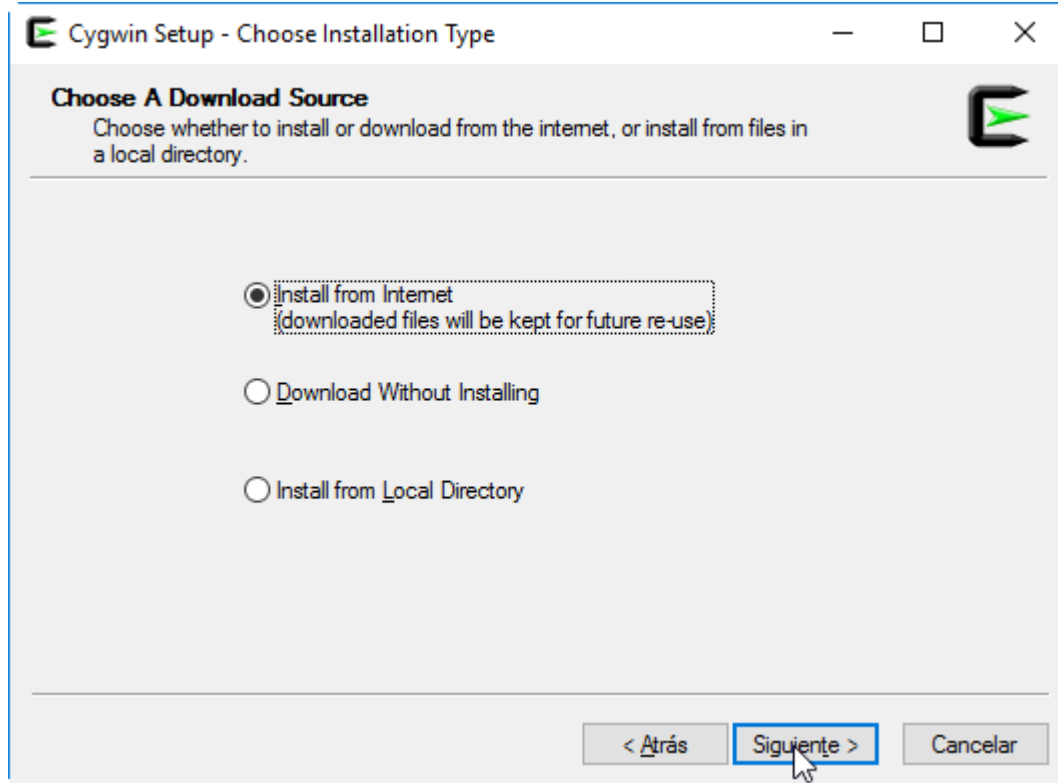 Cygwin Setup - Choose Installation Type
Choose A Download Source
Choose whether to install or download from the internet, or install from files in
a local directory.
Install from Internet
(downloaded files will be kept for future re-use)
Download Without Installing
Install from Local Directory
< Atrás Siguiente > Cancelar